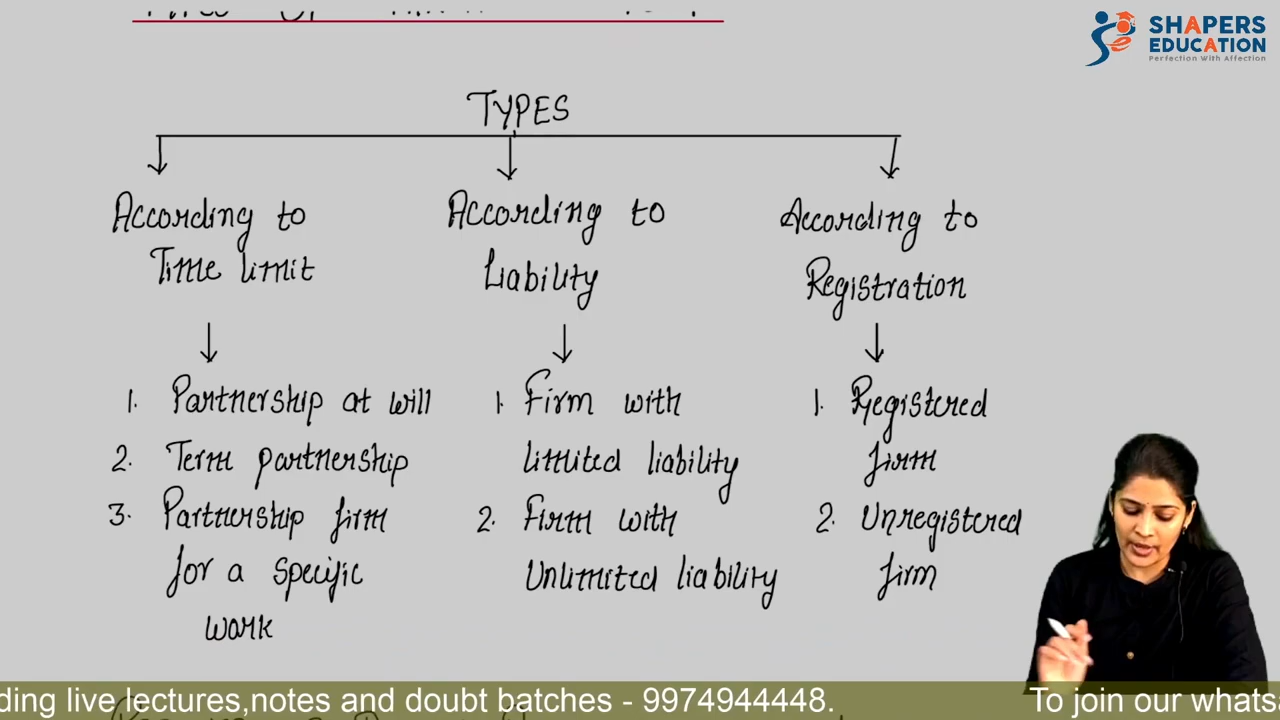 SHAPERS
EDUCATION
Perfection With Affection
TYPES
According to
Time limit
According to
Liability
According to
Registration
1. Partnership at will
2. Term partnership
3. Partnership firm
for a specific
work
1. Firm with
limited liability
2. Firm with
Unlimited liability
1. Registered
firm
2. Unregistered
firm
ding live lectures,notes and doubt batches - 9974944448.
To join our whatsa